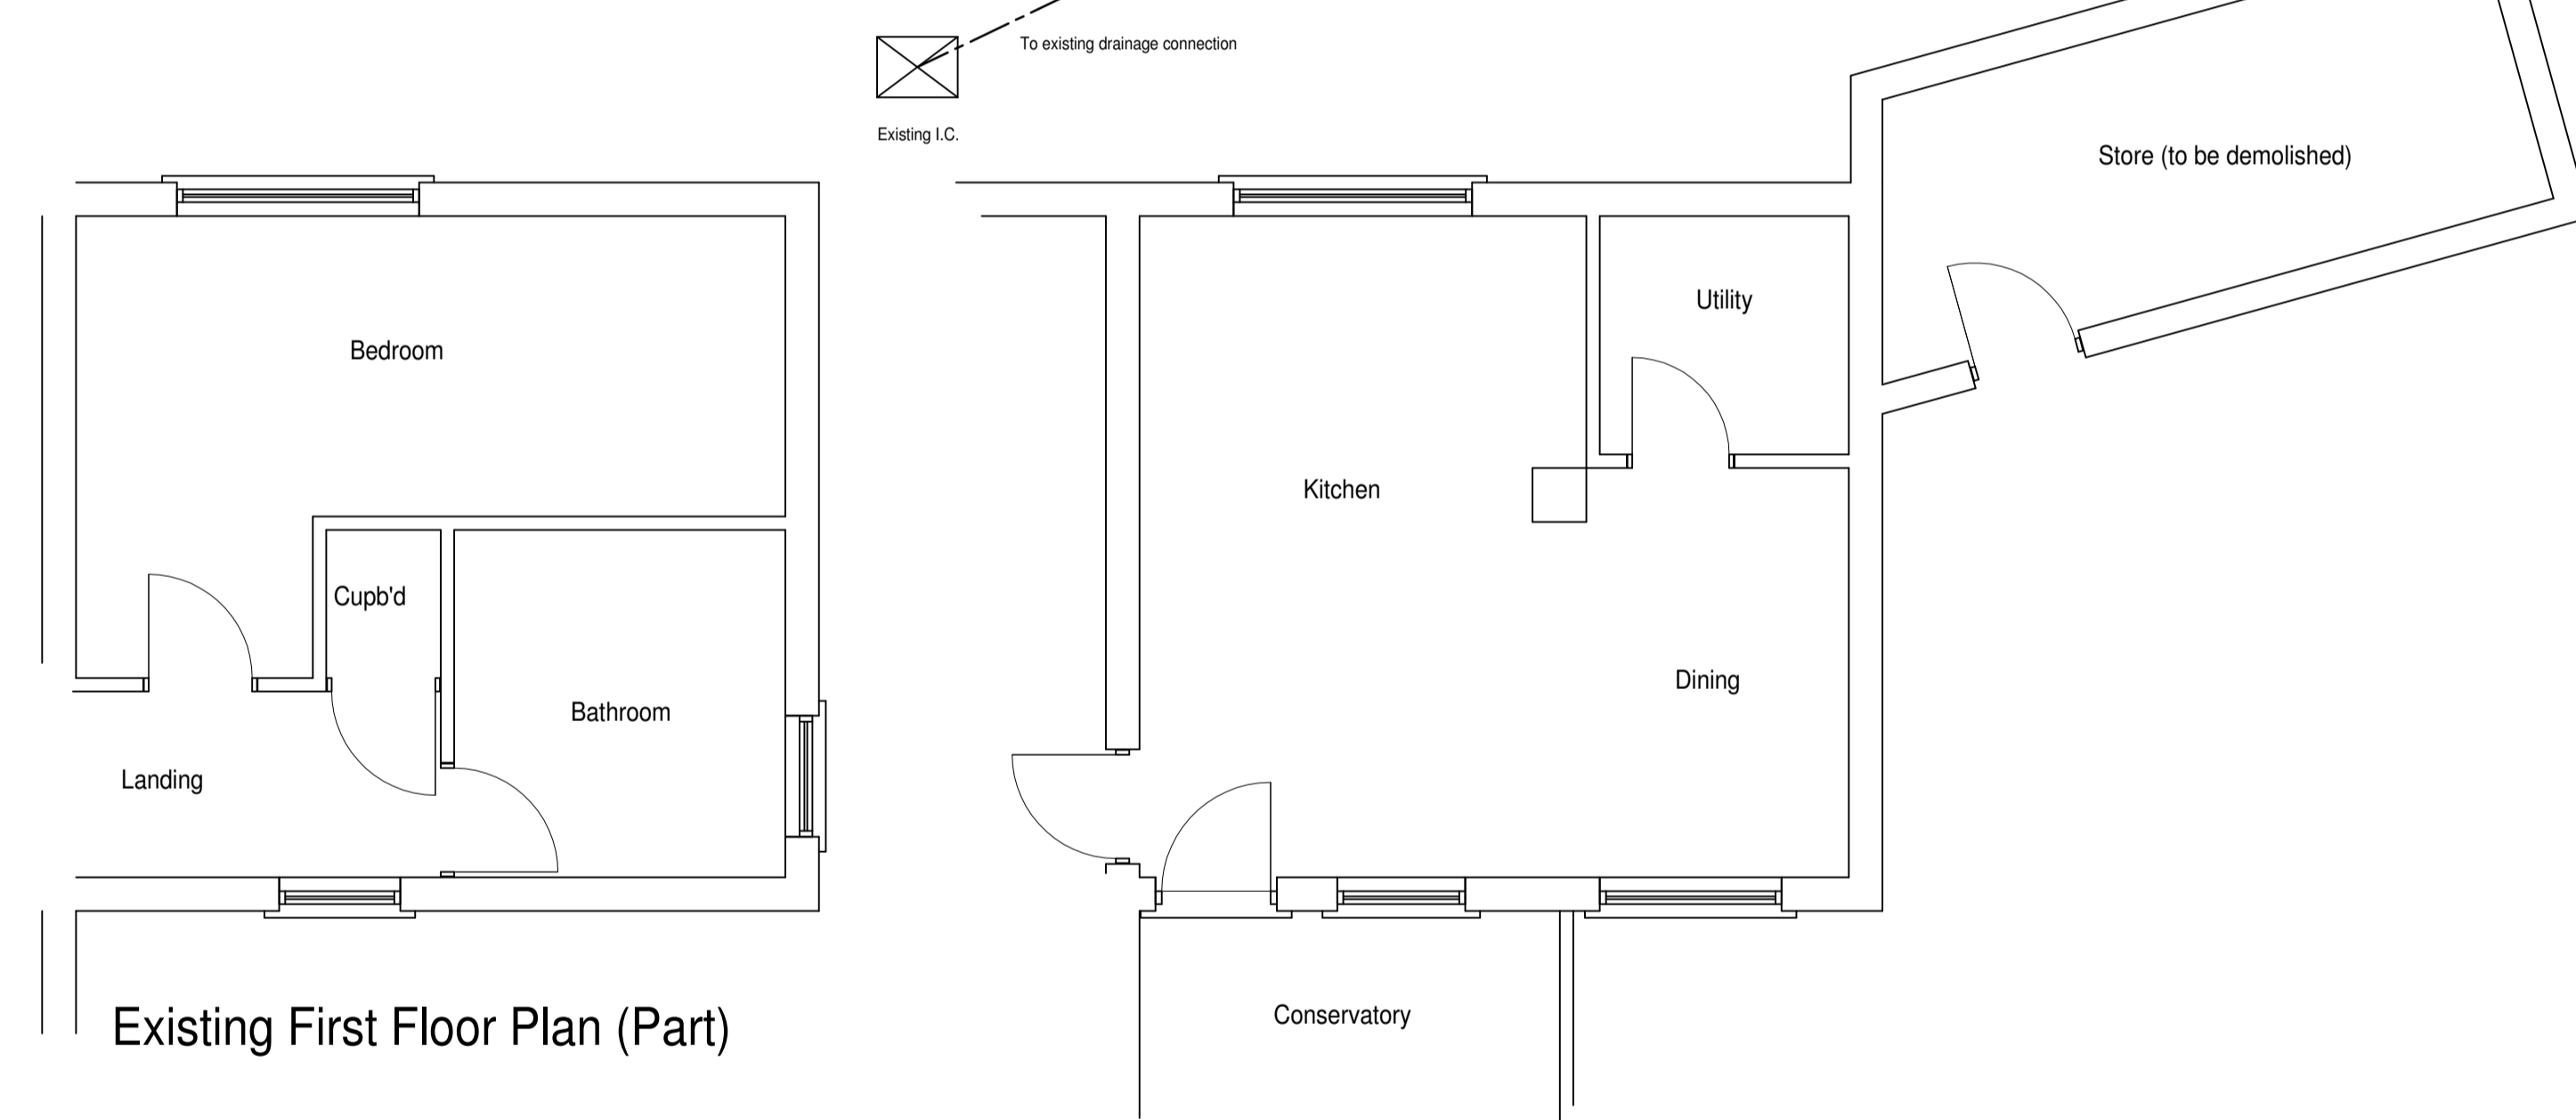 To existing drainage connection
Existing I.C.
Store (to be demolished)
Utility
Bedroom
Kitchen
Cupb'd
Dining
Bathroom
Landing
Conservatory
Existing First Floor Plan (Part)